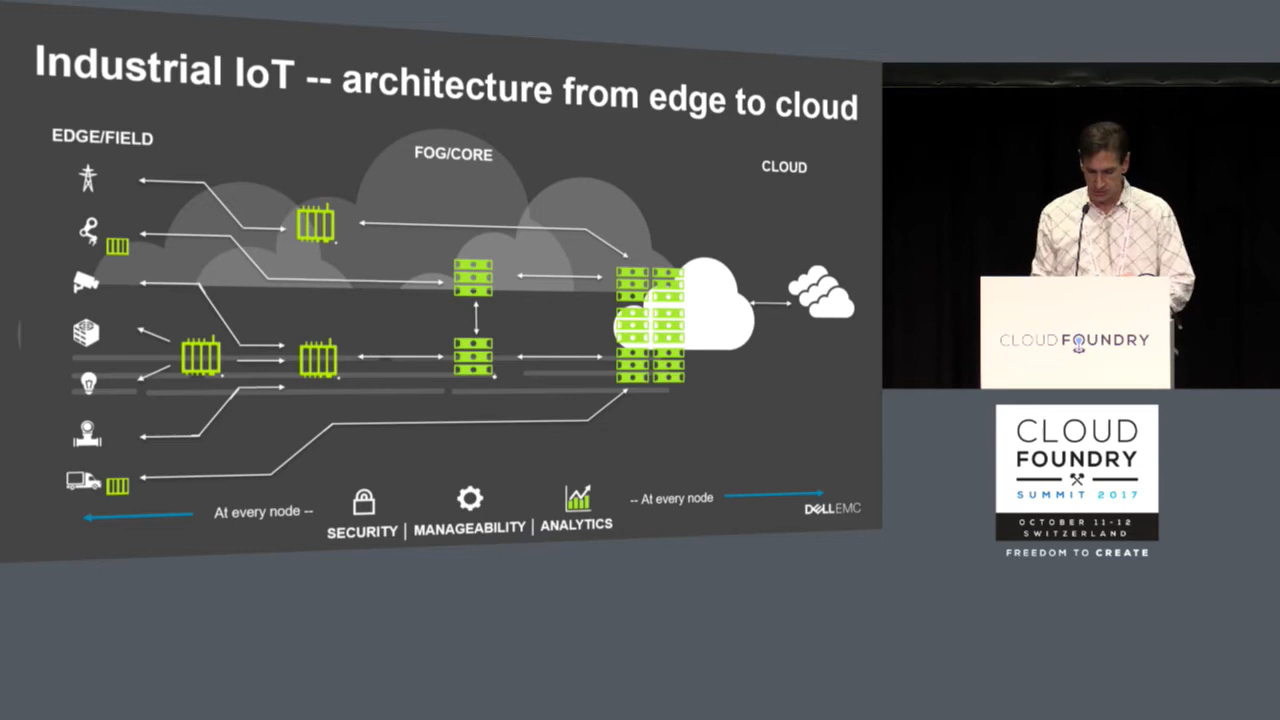 Industrial IoT -- architecture from edge to cloud
EDGE/FIELD
FOG/CORE
CLOUD
At every node --
SECURITY | MANAGEABILITY | ANALYTICS
-- At every node
DELLEMC
CLOUD FOUNDRY
CLOUD
FOUNDRY
SUMMIT 2017
OCTOBER 11-12
SWITZERLAND
FREEDOM TO CREATE